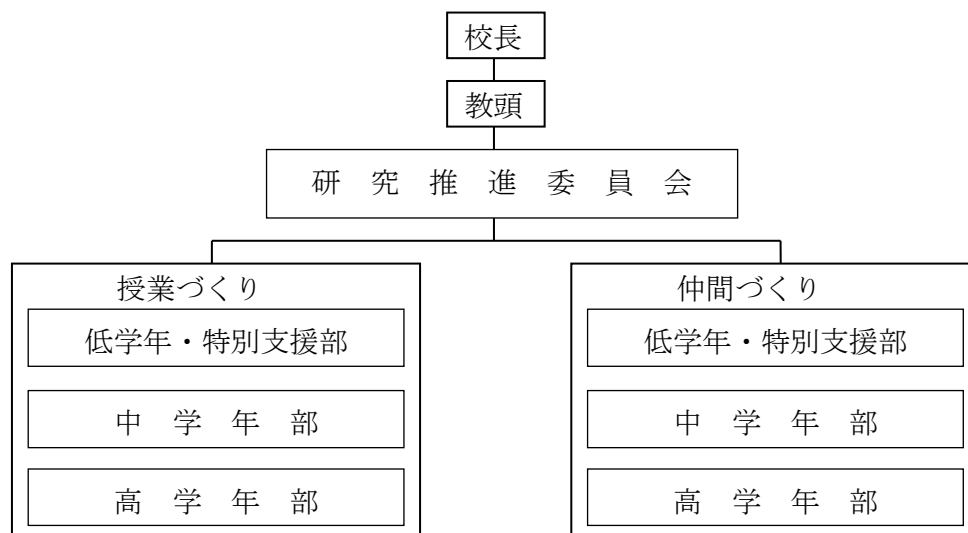 校長
教頭
研究推進委員会
授業づくり
低学年・特別支援部
中学年部
高学年部
仲間づくり
低学年・特別支援部
中学年部
高学年部